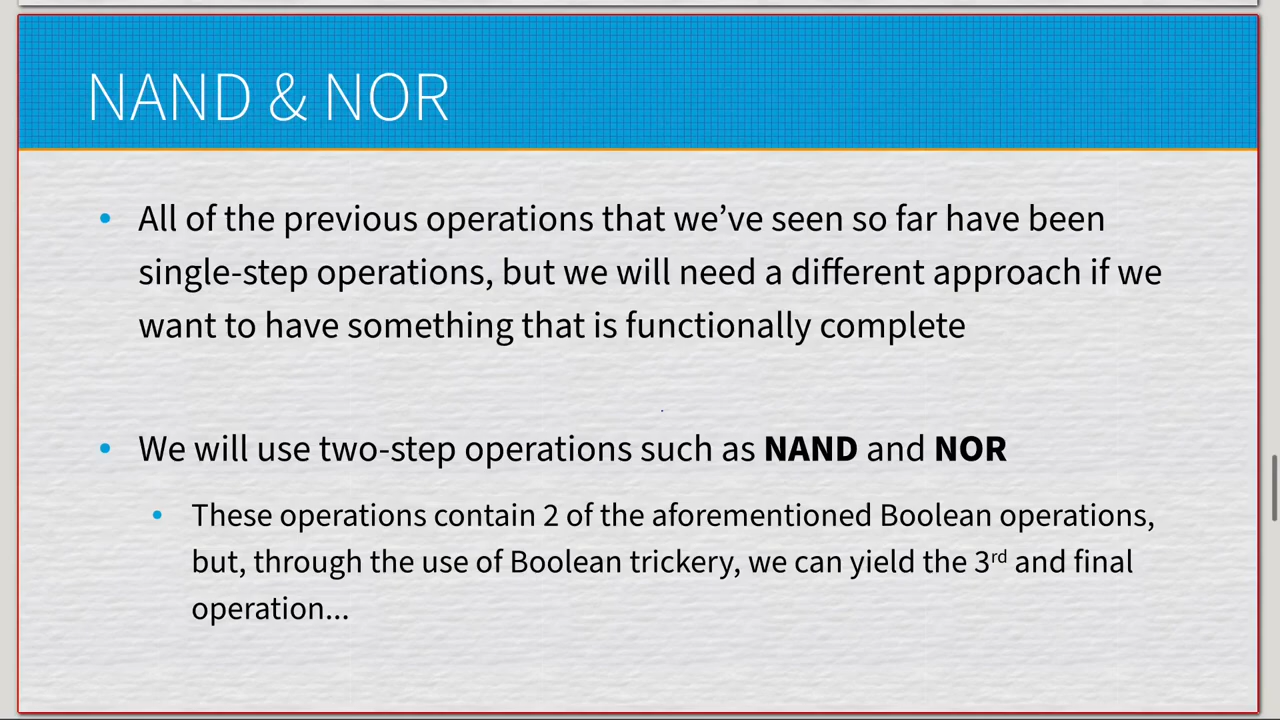 NAND & NOR
• All of the previous operations that we’ve seen so far have been
single-step operations, but we will need a different approach if we
want to have something that is functionally complete
• We will use two-step operations such as NAND and NOR
• These operations contain 2 of the aforementioned Boolean operations,
but, through the use of Boolean trickery, we can yield the 3rd and final
operation...